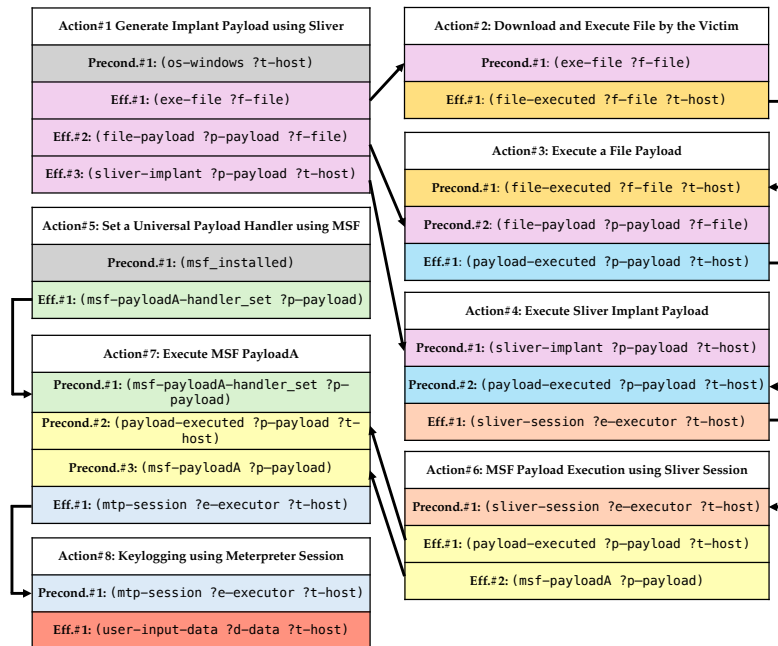 Action#1 Generate Implant Payload using Sliver
Precond.#1: (os-windows ?t-host)
Eff.#1: (exe-file ?f-file)
Eff.#2: (file-payload ?p-payload ?f-file)
Eff.#3: (sliver-implant ?p-payload ?t-host)
Action#2: Download and Execute File by the Victim
Precond.#1: (exe-file ?f-file)
Eff.#1: (file-executed ?f-file ?t-host)
Action#3: Execute a File Payload
Precond.#1: (file-executed ?f-file ?t-host)
Precond.#2: (file-payload ?p-payload ?f-file)
Eff.#1: (payload-executed ?p-payload ?t-host)
Action#5: Set a Universal Payload Handler using MSF
Precond.#1: (msf_installed)
Eff.#1: (msf-payloadA-handler_set ?p-payload)
Action#4: Execute Sliver Implant Payload
Precond.#1: (sliver-implant ?p-payload ?t-host)
Precond.#2: (payload-executed ?p-payload ?t-host)
Eff.#1: (sliver-session ?e-executor ?t-host)
Action#7: Execute MSF PayloadA
Precond.#1: (msf-payloadA-handler_set ?p-
payload)
Precond.#2: (payload-executed ?p-payload ?t-
host)
Precond.#3: (msf-payloadA ?p-payload)
Eff.#1: (mtp-session ?e-executor ?t-host)
Action#6: MSF Payload Execution using Sliver Session
Precond.#1: (sliver-session ?e-executor ?t-host)
Eff.#1: (payload-executed ?p-payload ?t-host)
Eff.#2: (msf-payloadA ?p-payload)
Action#8: Keylogging using Meterpreter Session
Precond.#1: (mtp-session ?e-executor ?t-host)
Eff.#1: (user-input-data ?d-data ?t-host)